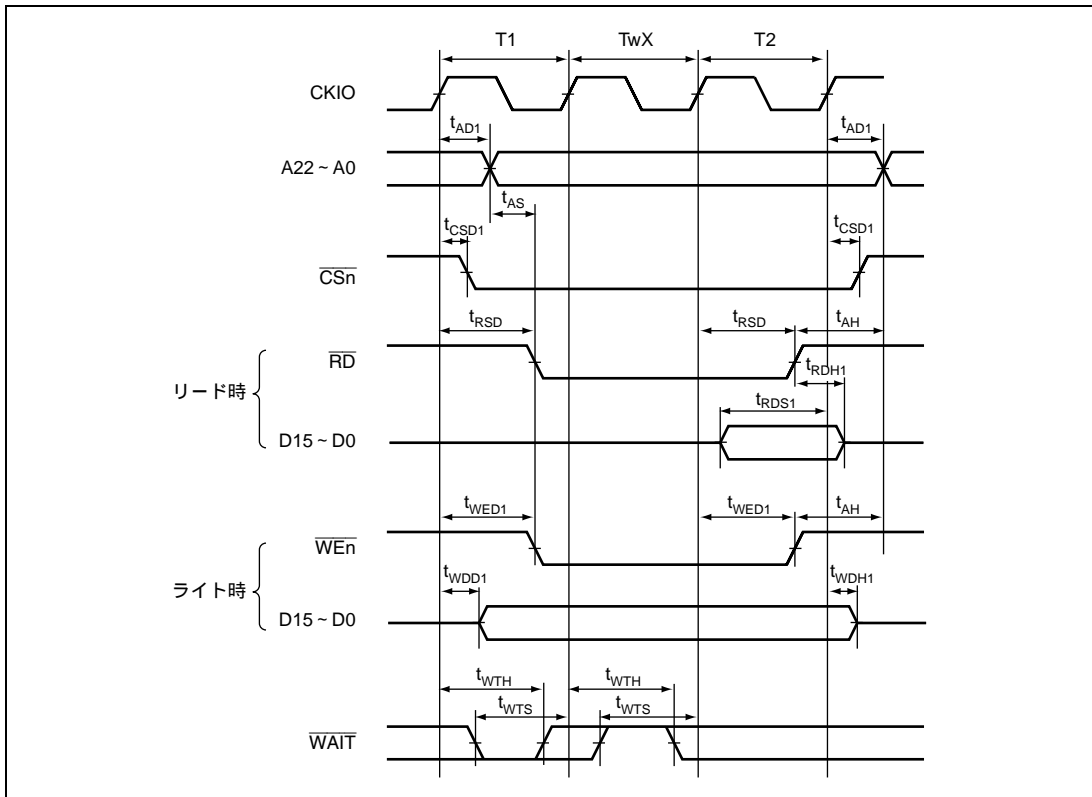 T1 TwX T2
CKIO
tAD1 tAD1
A22 ~ A0
tAS
tCSD1 tCSD1
CSn
tRSD tRSD tAH
RD
tRDH1
リード時
tRDS1
D15 ~ D0
tWED1 tWED1 tAH
WEn
tWDD1 tWDH1
ライト時
D15 ~ D0
tWTH tWTH
tWTS tWTS
WAIT